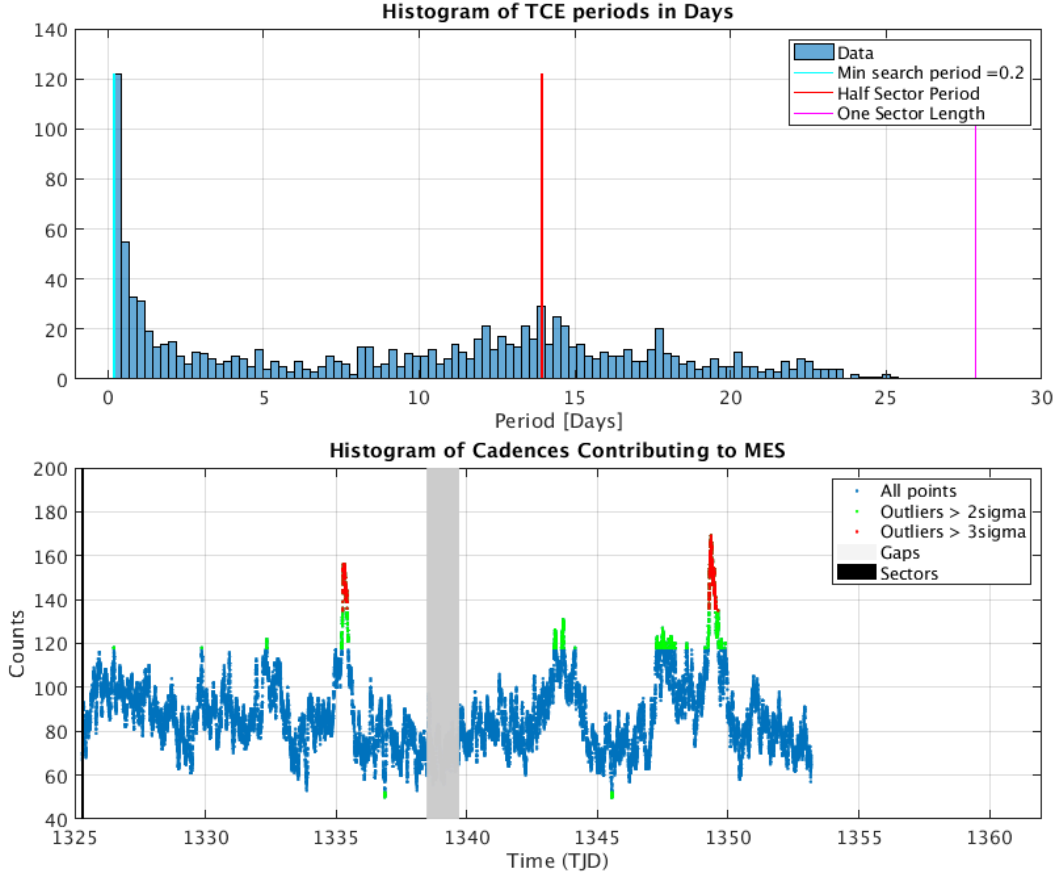 Histogram of TCE periods in Days
140
120
100
80
60
40
20
0
Data
Min search period =0.2
Half Sector Period
One Sector Length
0 5 10 15 20 25 30
Period [Days]
Histogram of Cadences Contributing to MES
200
180
160
140
120
100
80
60
40
Counts
All points
Outliers > 2sigma
Outliers > 3sigma
Gaps
Sectors
1325 1330 1335 1340 1345 1350 1355 1360
Time (TJD)